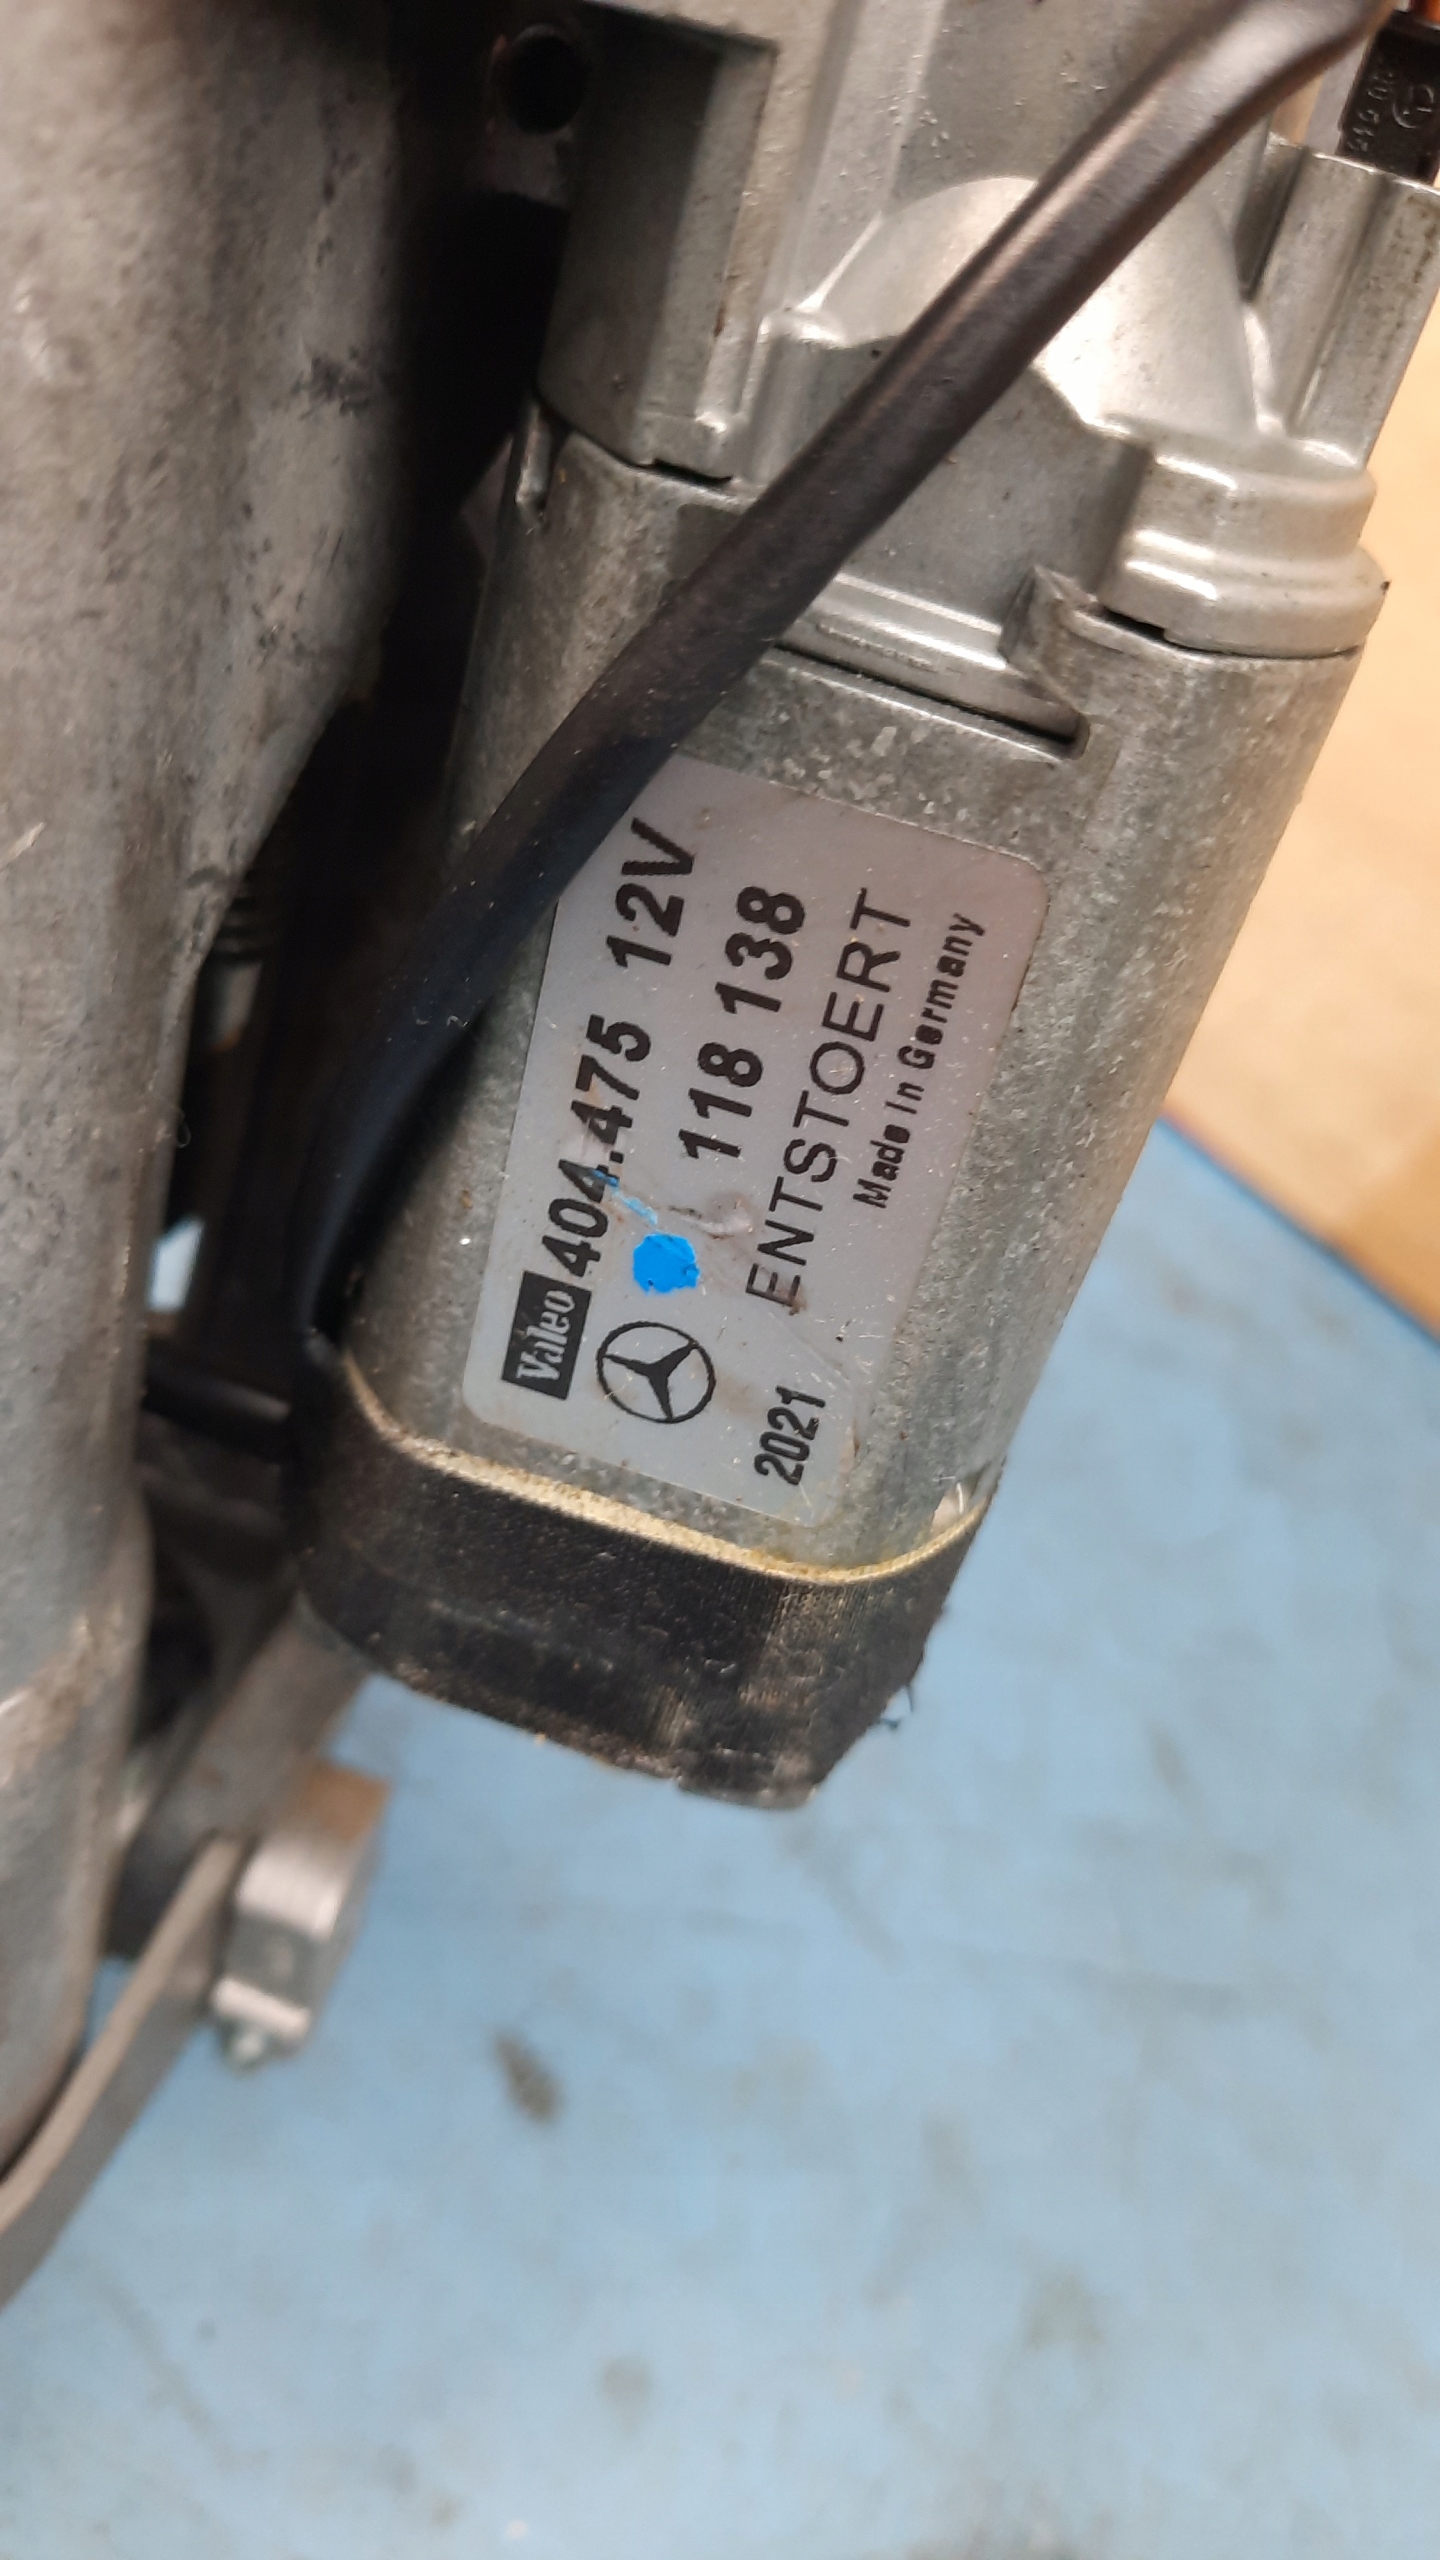 Valeo 404.475 12V
118 138
ENTSTOERT
2021 Made In Germany